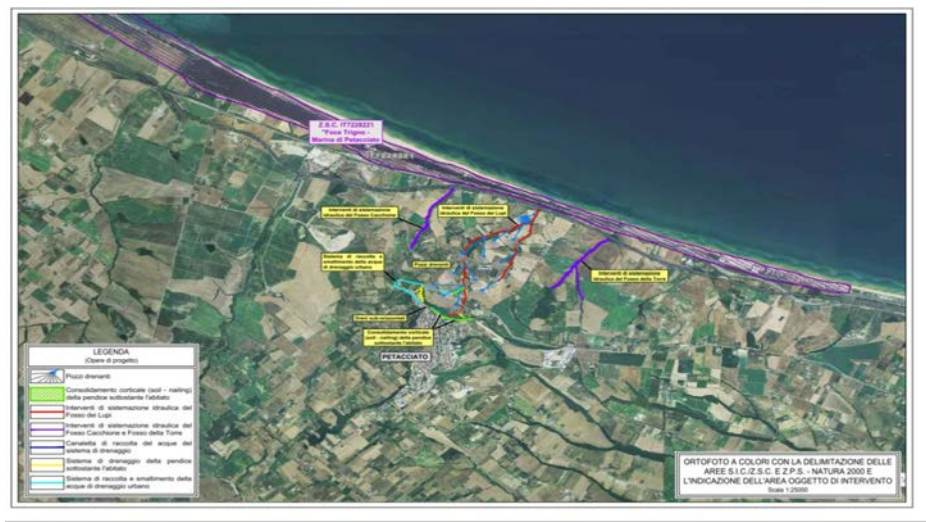 Z.S.C. IT7228221
"Foce Trigno -
Marina di Petacciato
IT7228221
Interventi di sistemazione
idraulica del Fosso Cacchione
Interventi di sistemazione
idraulica del Fosso dei Lupi
Sistema di raccolta e
smaltimento delle acque
di drenaggio urbano
Pozzi drenanti
Interventi di sistemazione
idraulica del Fosso della Torre
Dreni sub-orizzontali
Consolidamento corticale
(soil - nailing) della pendice
sottostante l'abitato
PETACCIATO
LEGENDA
(Opere di progetto)
Pozzi drenanti
Consolidamento corticale (soil - nailing)
della pendice sottostante l'abitato
Interventi di sistemazione idraulica del
Fosso dei Lupi
Interventi di sistemazione idraulica del
Fosso Cacchione e Fosso della Torre
Canaletta di raccolta del acque del
sistema di drenaggio
Sistema di drenaggio della pendice
sottostante l'abitato
Sistema di raccolta e smaltimento delle
acque di drenaggio urbano
ORTOFOTO A COLORI CON LA DELIMITAZIONE DELLE
AREE S.I.C./Z.S.C. E Z.P.S. - NATURA 2000 E
L'INDICAZIONE DELL'AREA OGGETTO DI INTERVENTO
Scala 1:25000